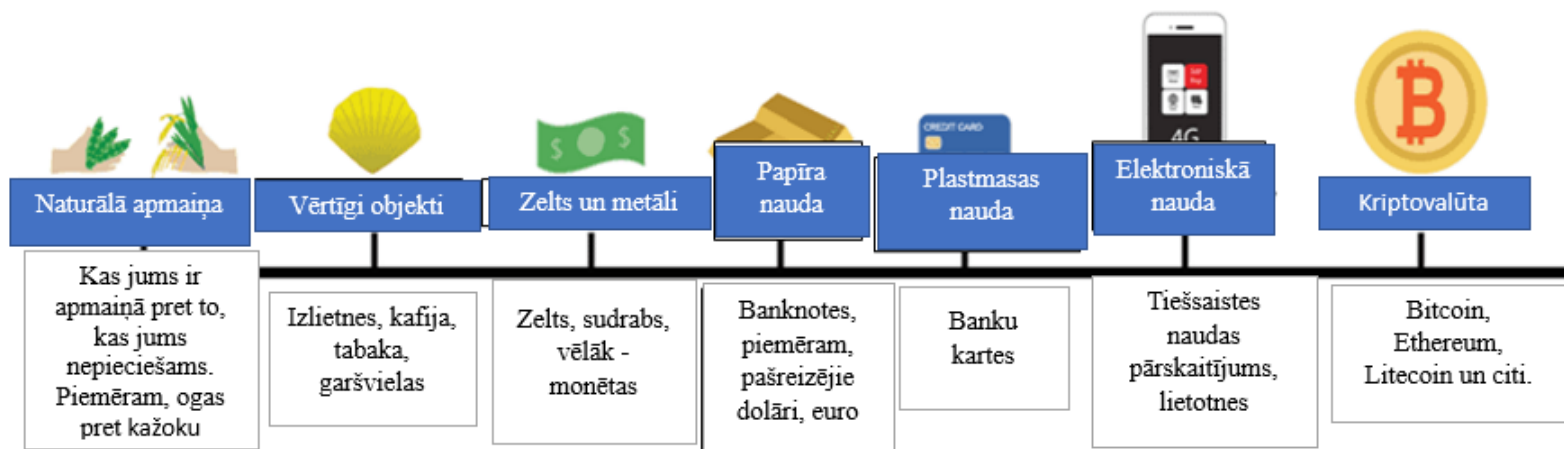 Naturālā apmaiņa
Kas jums ir
apmaiņā pret to,
kas jums
nepieciešams.
Piemēram, ogas
pret kažoku
Vērtīgi objekti
Izlietnes, kafija,
tabaka,
garšvielas
$ $
Zelts un metāli
Zelts, sudrabs,
vēlāk -
monētas
Papīra
nauda
Banknotes,
piemēram,
pašreizējie
dolāri, euro
CREDIT CARD
Plastmasas
nauda
Banku
kartes
4G
Elektroniskā
nauda
Tiešsaistes
naudas
pārskaitījums,
lietotnes
Kriptovalūta
Bitcoin,
Ethereum,
Litecoin un citi.